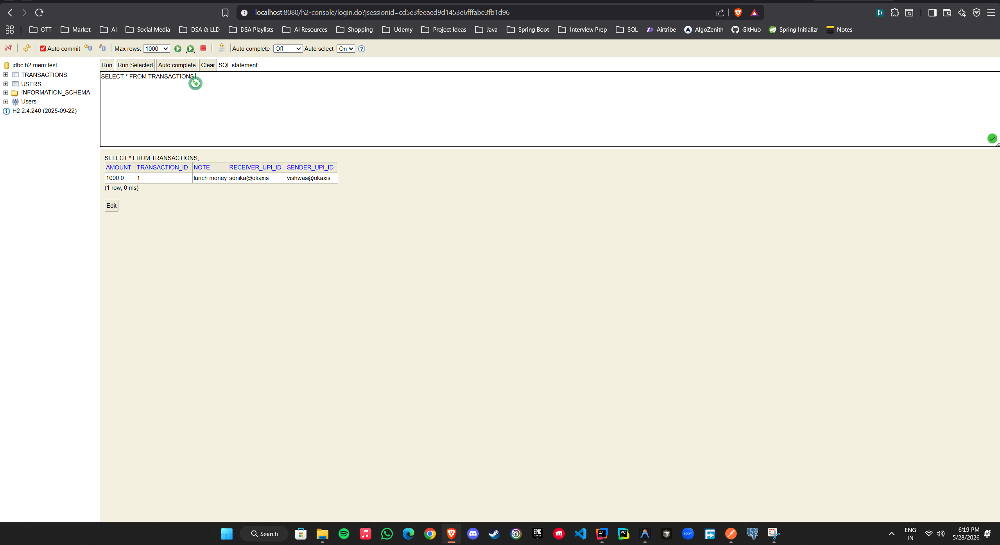 localhost:8080/h2-console/login.do?jsessionid=cd5e3feeaed9d1453e6fffabe3fb1d96
OTT Market AI Social Media DSA & LLD DSA Playlists AI Resources Shopping Udemy Project Ideas Java Spring Boot Interview Prep SQL Airtribe AlgoZenith GitHub Spring Initializr Notes
Auto commit Max rows: 1000 Auto complete Off Auto select On
jdbc:h2:mem:test
TRANSACTIONS
USERS
INFORMATION_SCHEMA
Users
H2 2.4.240 (2025-09-22)
Run Run Selected Auto complete Clear SQL statement:
SELECT * FROM TRANSACTIONS
SELECT * FROM TRANSACTIONS;
AMOUNT TRANSACTION_ID NOTE RECEIVER_UPI_ID SENDER_UPI_ID
1000.0 1 lunch money sonika@okaxis vishwas@okaxis
(1 row, 0 ms)
Edit
Search
EPIC GAMES
IJ
PC
zoom
ENG
IN
6:19 PM
5/28/2026